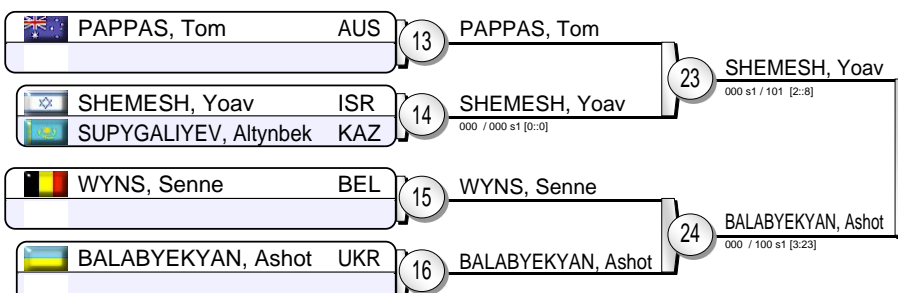 PAPPAS, Tom AUS
13
PAPPAS, Tom
SHEMESH, Yoav ISR
SUPYGALIYEV, Altynbek KAZ
14
SHEMESH, Yoav
000 / 000 s1 [0::0]
23
SHEMESH, Yoav
000 s1 / 101 [2::8]
WYNS, Senne BEL
15
WYNS, Senne
BALABYEKYAN, Ashot UKR
16
BALABYEKYAN, Ashot
24
BALABYEKYAN, Ashot
000 / 100 s1 [3:23]